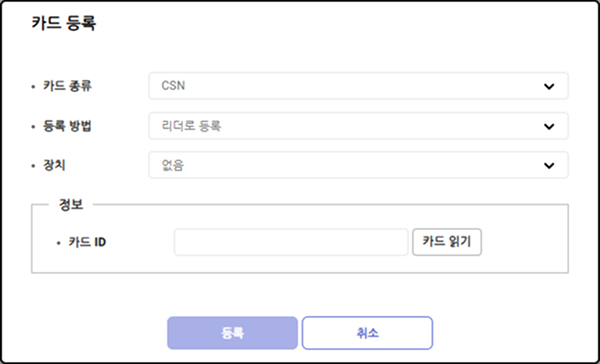 카드 등록
• 카드 종류 CSN
• 등록 방법 리더로 등록
• 장치 없음
정보
• 카드 ID 카드 읽기
등록 취소